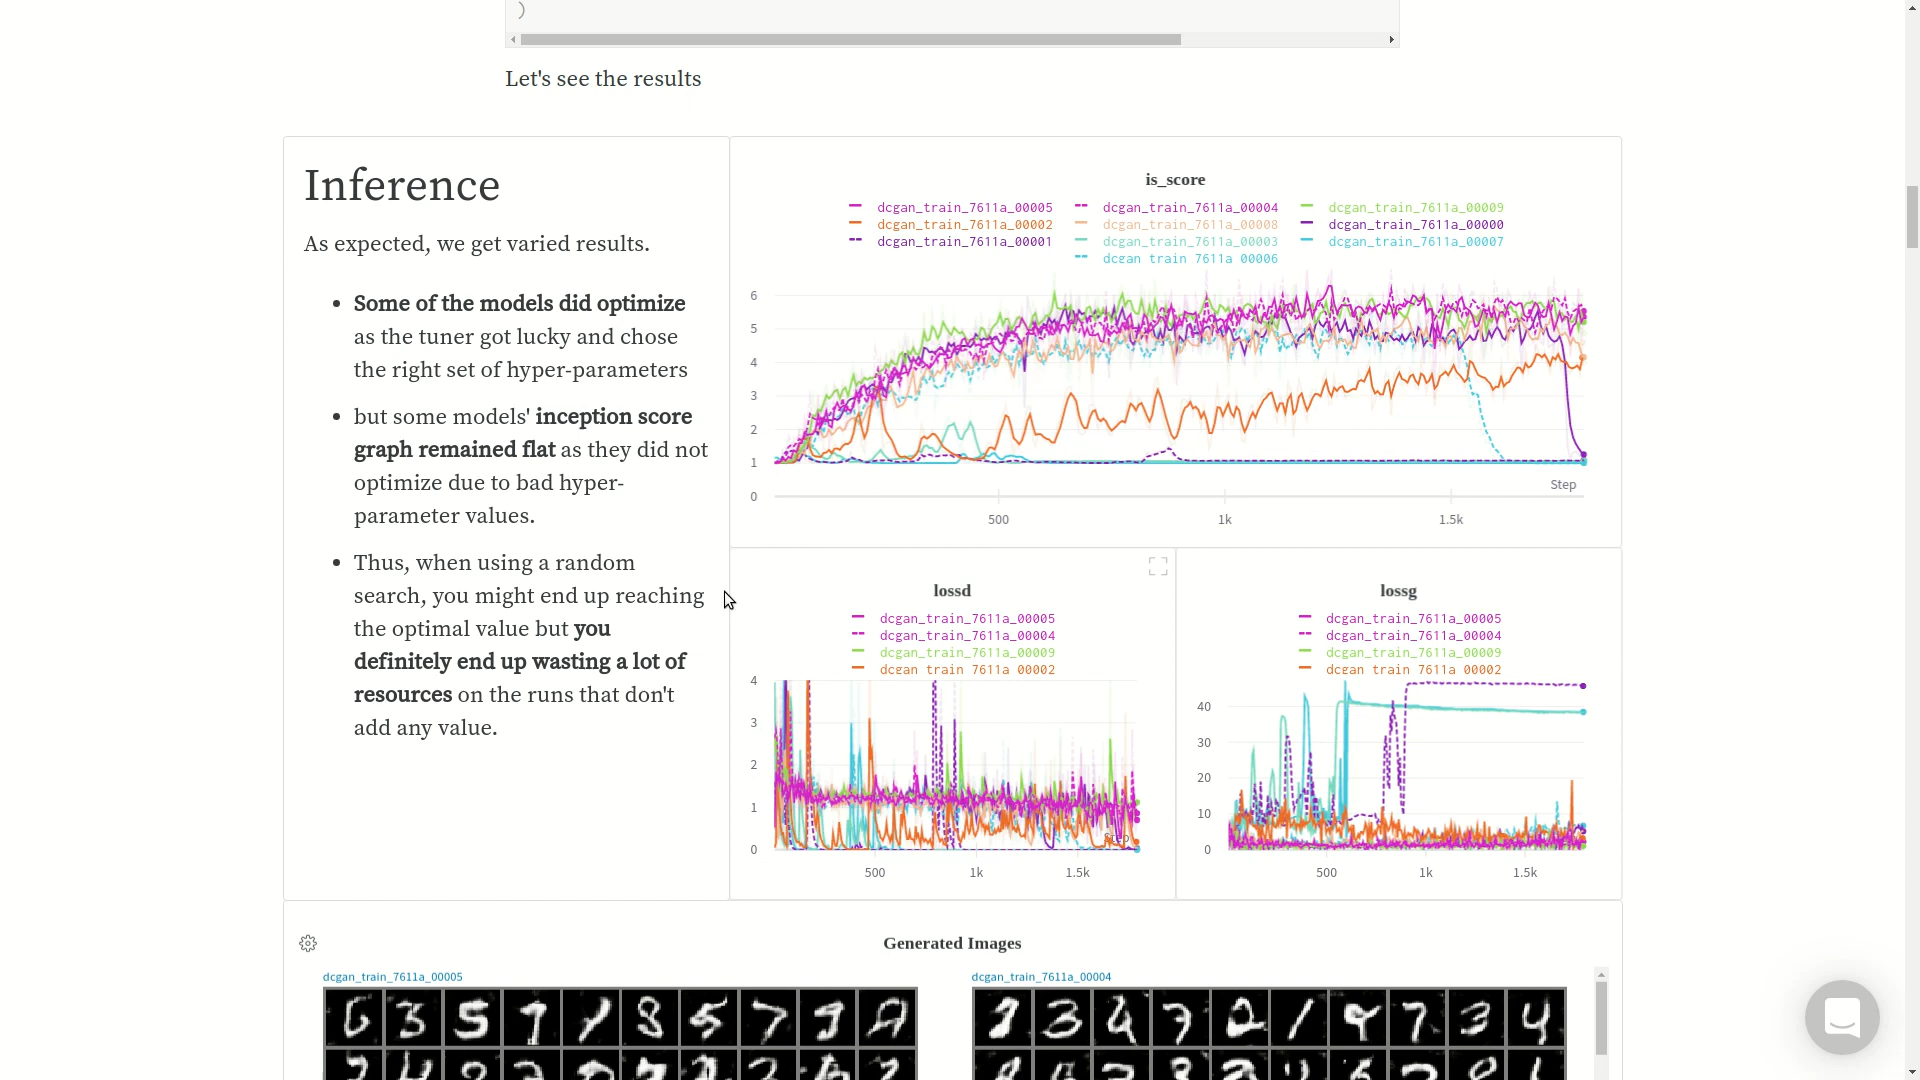 )
Let's see the results
Inference
As expected, we get varied results.
Some of the models did optimize
as the tuner got lucky and chose
the right set of hyper-parameters
but some models' inception score
graph remained flat as they did not
optimize due to bad hyper-
parameter values.
Thus, when using a random
search, you might end up reaching
the optimal value but you
definitely end up wasting a lot of
resources on the runs that don't
add any value.
is_score
dcgan_train_7611a_00005 dcgan_train_7611a_00004 dcgan_train_7611a_00009
dcgan_train_7611a_00002 dcgan_train_7611a_00008 dcgan_train_7611a_00000
dcgan_train_7611a_00001 dcgan_train_7611a_00003 dcgan_train_7611a_00007
dcgan_train_7611a_00006
6
5
4
3
2
1
0
Step
500 1k 1.5k
lossd
dcgan_train_7611a_00005
dcgan_train_7611a_00004
dcgan_train_7611a_00009
dcgan_train_7611a_00002
4
3
2
1
0
Step
500 1k 1.5k
lossg
dcgan_train_7611a_00005
dcgan_train_7611a_00004
dcgan_train_7611a_00009
dcgan_train_7611a_00002
40
30
20
10
0
500 1k 1.5k
Generated Images
dcgan_train_7611a_00005 dcgan_train_7611a_00004